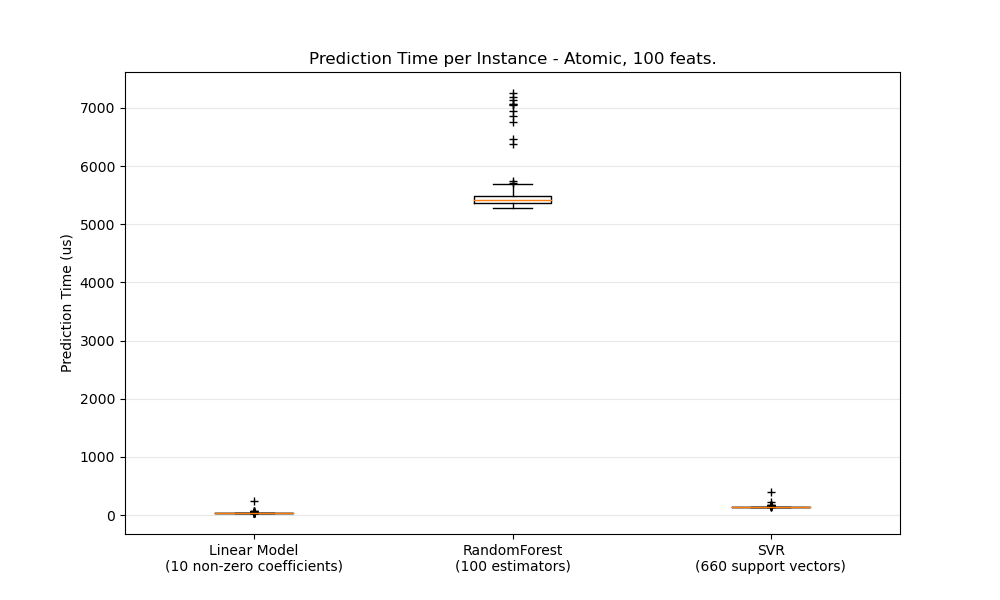 Prediction Time per Instance - Atomic, 100 feats.
Prediction Time (us)
7000
6000
5000
4000
3000
2000
1000
0
Linear Model
(10 non-zero coefficients)
RandomForest
(100 estimators)
SVR
(660 support vectors)